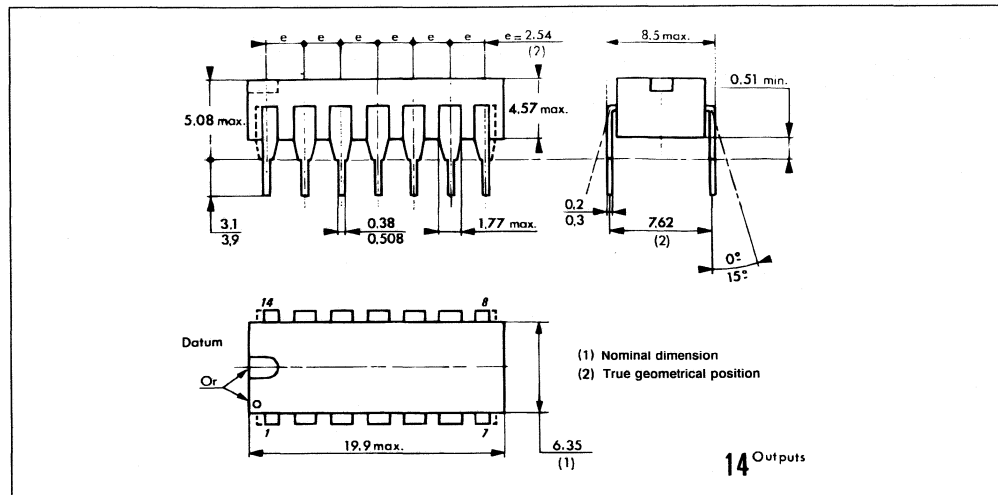 e e e e e e e = 2.54
(2)
8.5 max.
0.51 min.
5.08 max.
4.57 max.
3.1
3,9
0.38
0.508
1,77 max.
0,2
0,3
7,62
(2)
0º
15º
14 8
Datum
Or
1 7
19.9 max.
6.35
(1)
(1) Nominal dimension
(2) True geometrical position
14 Outputs